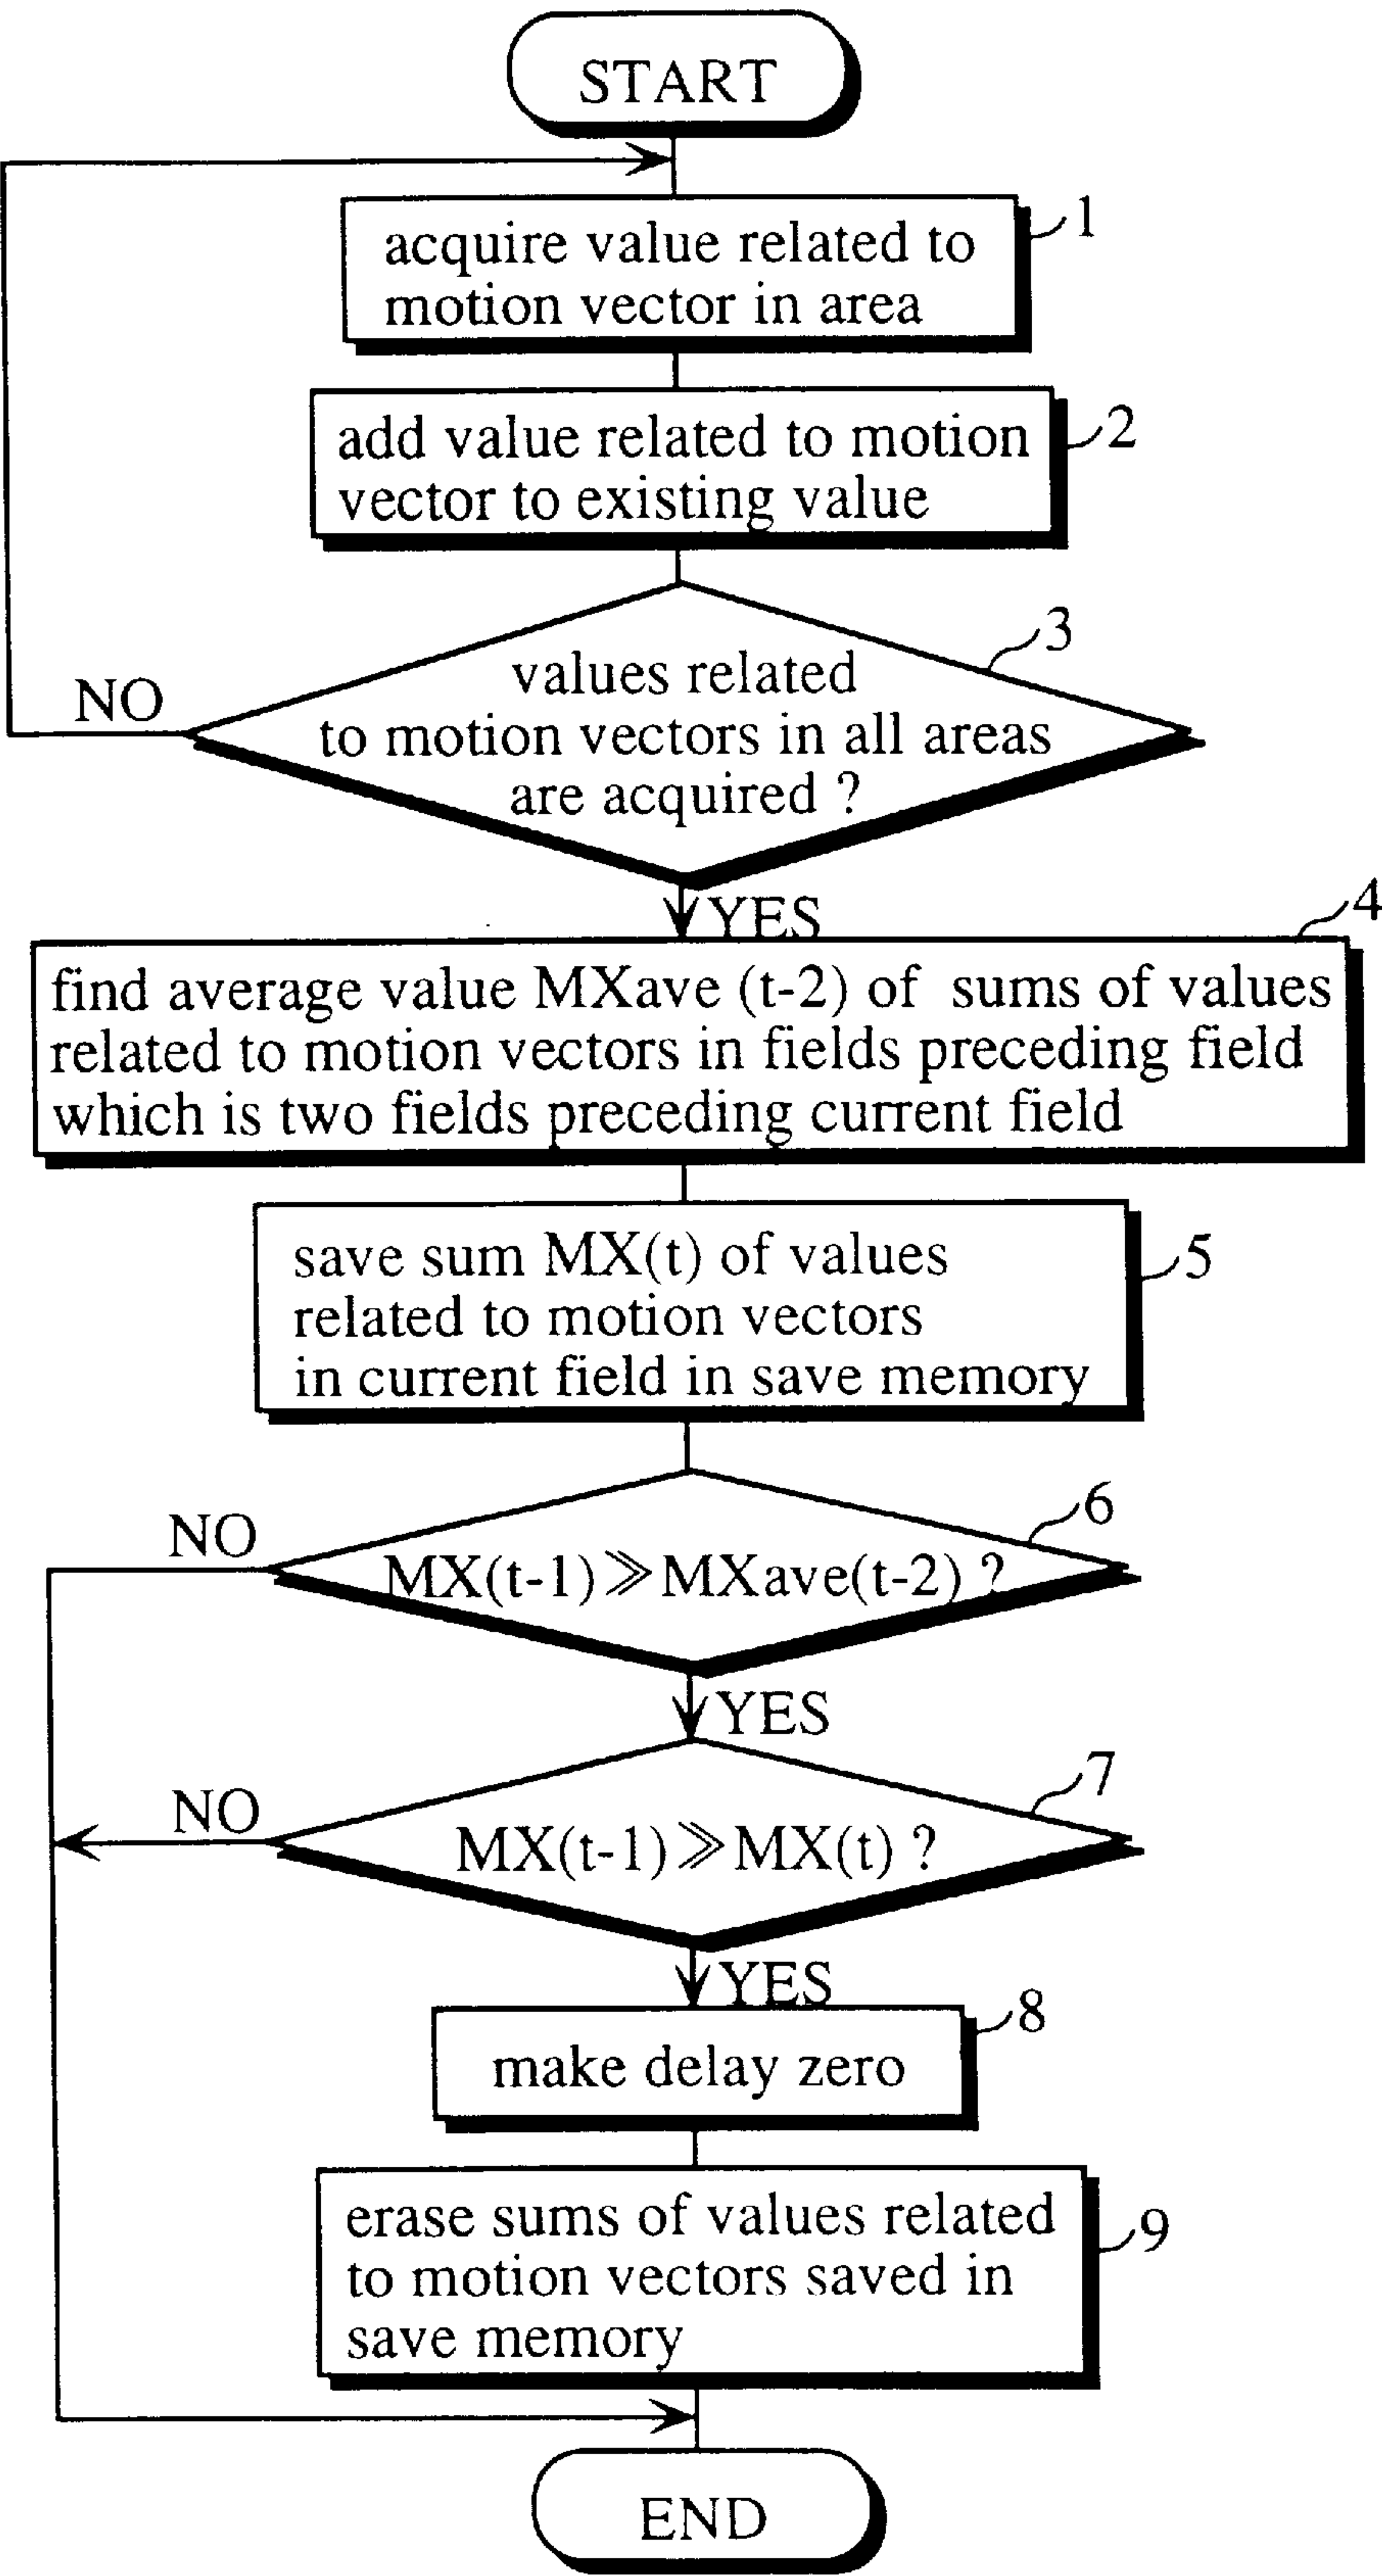 START
1
acquire value related to
motion vector in area
2
add value related to motion
vector to existing value
3
values related
to motion vectors in all areas
are acquired ?
NO
YES
4
find average value MXave (t-2) of sums of values
related to motion vectors in fields preceding field
which is two fields preceding current field
5
save sum MX(t) of values
related to motion vectors
in current field in save memory
6
NO
MX(t-1)≫MXave(t-2) ?
YES
7
NO
MX(t-1)≫MX(t) ?
YES
8
make delay zero
9
erase sums of values related
to motion vectors saved in
save memory
END